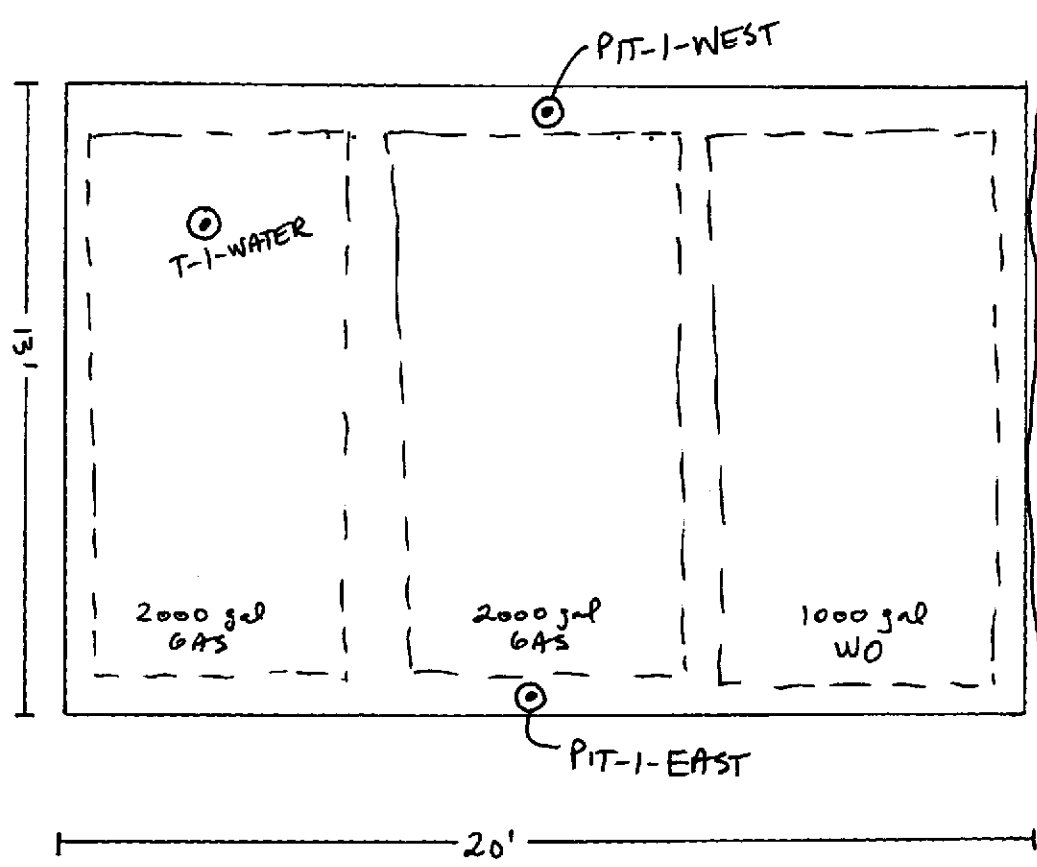 PIT-1-WEST
T-1-WATER
13'
2000 gal
GAS
2000 gal
GAS
1000 gal
WO
PIT-1-EAST
20'